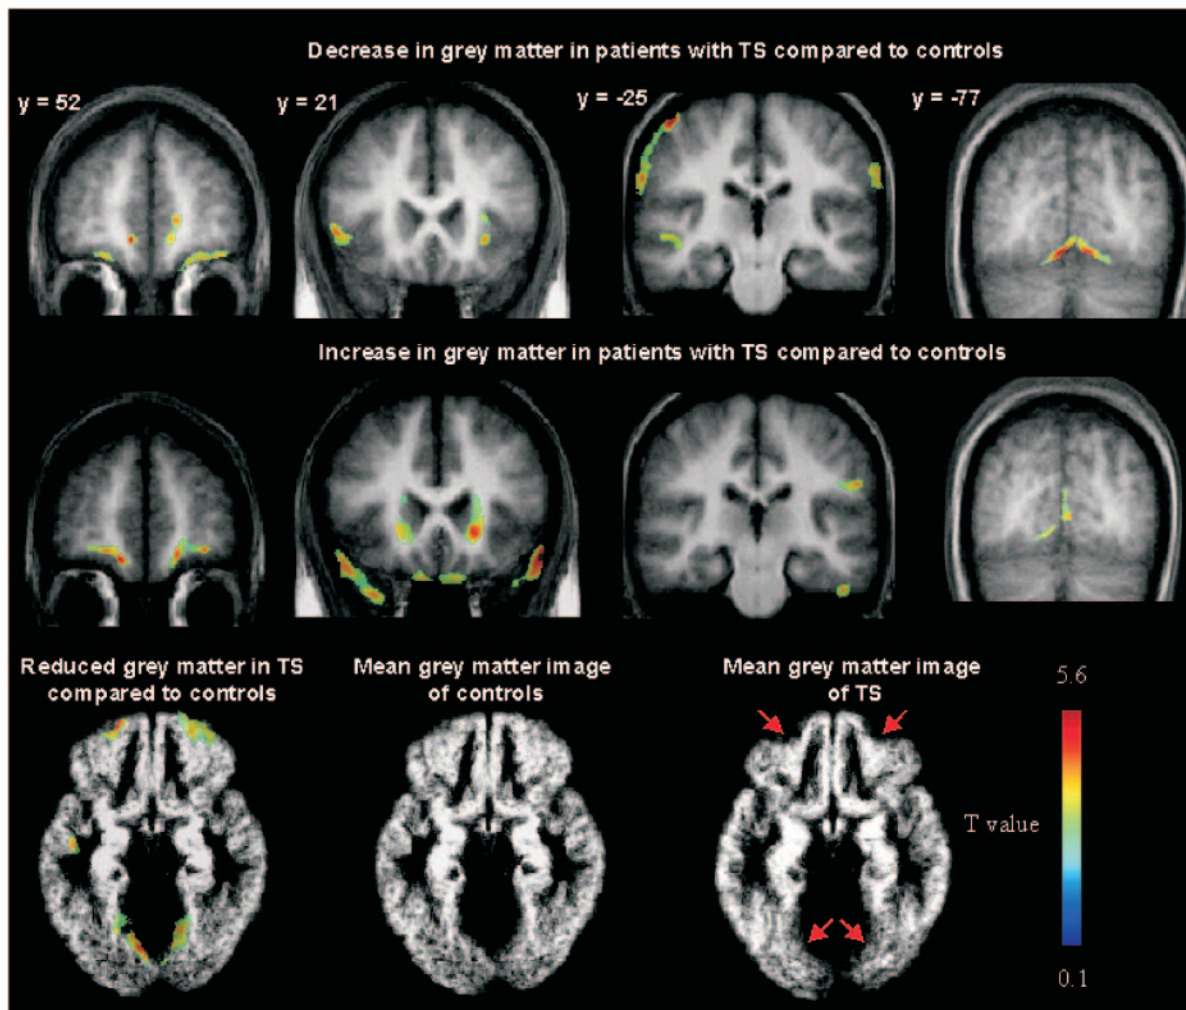 Decrease in grey matter in patients with TS compared to controls
y = 52
y = 21
y = -25
y = -77
Increase in grey matter in patients with TS compared to controls
Reduced grey matter in TS
compared to controls
Mean grey matter image
of controls
Mean grey matter image
of TS
5.6
T value
0.1